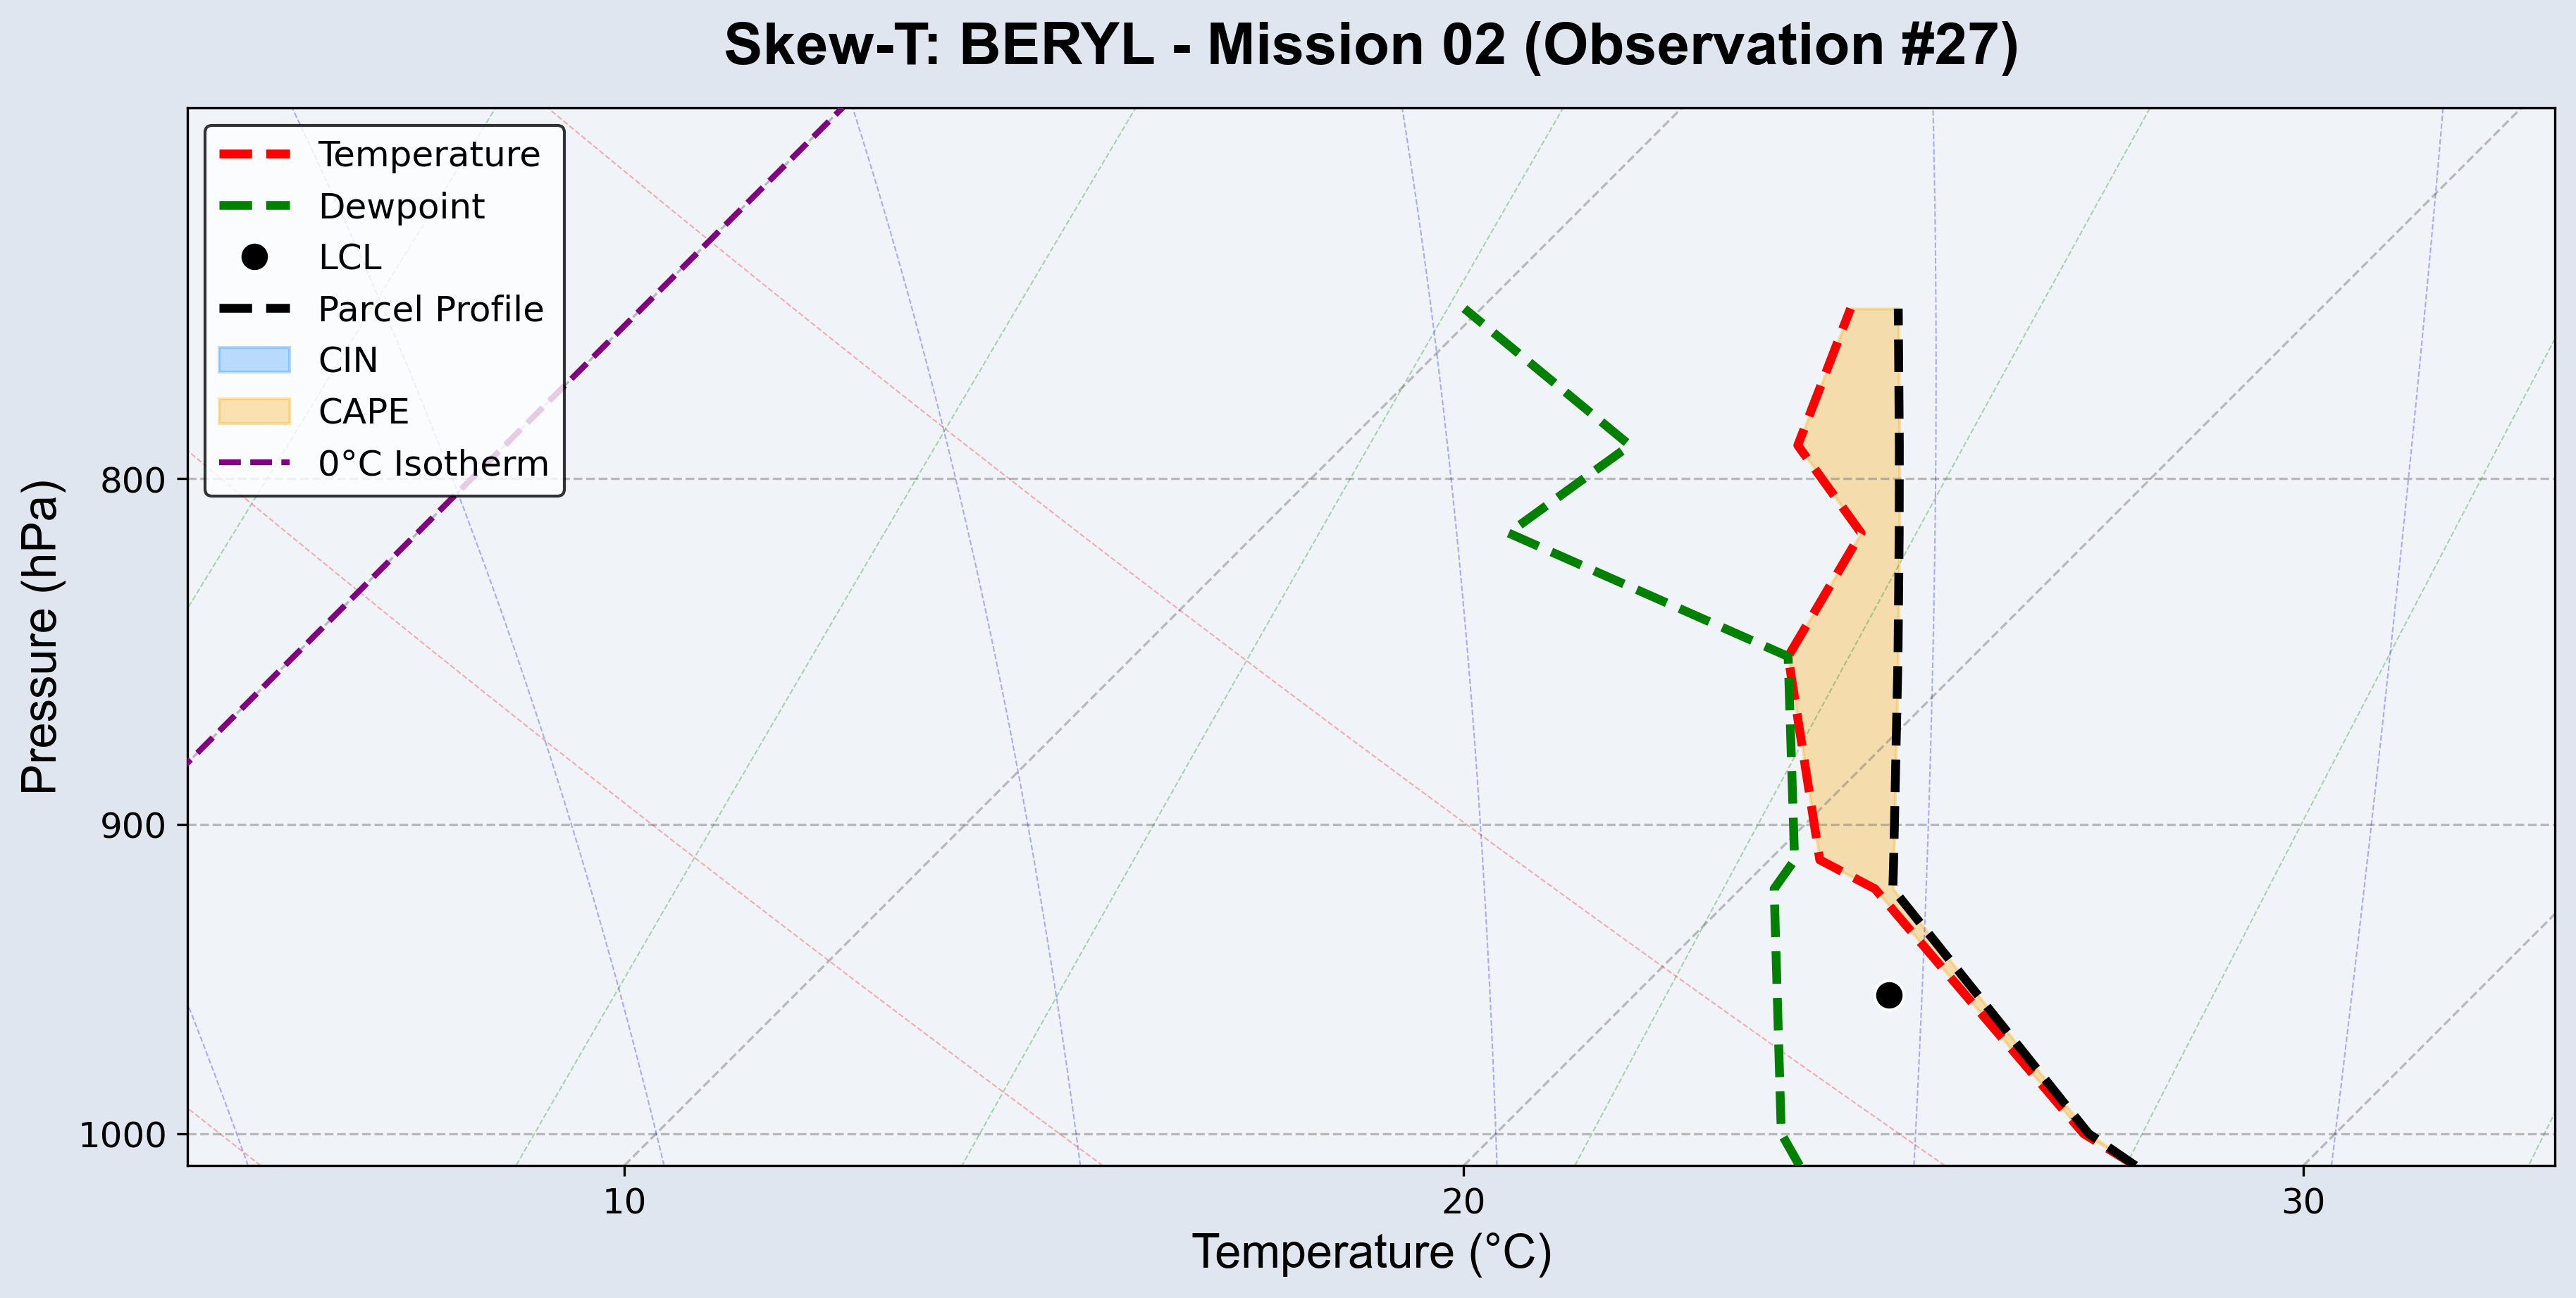 Skew-T: BERYL - Mission 02 (Observation #27)
Temperature
Dewpoint
LCL
Parcel Profile
CIN
CAPE
0°C Isotherm
Pressure (hPa)
800
900
1000
10
20
30
Temperature (°C)